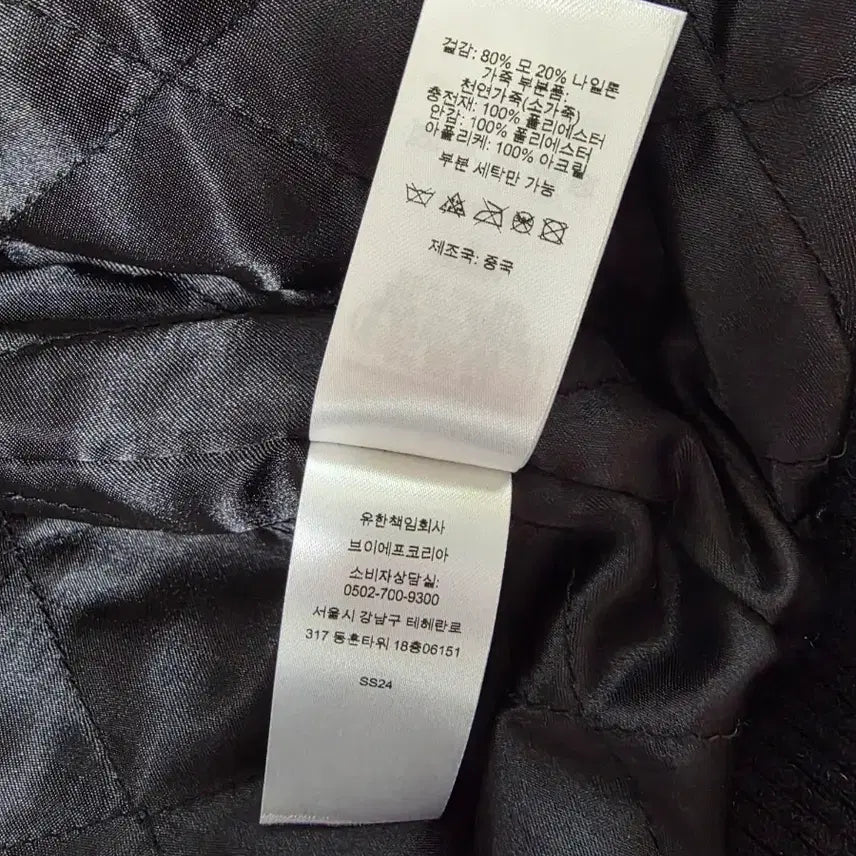 겉감: 80% 모 20% 나일론
가죽 부분품:
천연가죽(소가죽)
충전재: 100% 폴리에스터
안감: 100% 폴리에스터
아플리케: 100% 아크릴
부분 세탁만 가능
제조국: 중국
유한책임회사
브이에프코리아
소비자상담실:
0502-700-9300
서울시 강남구 테헤란로
317 동훈타워 18층06151
SS24